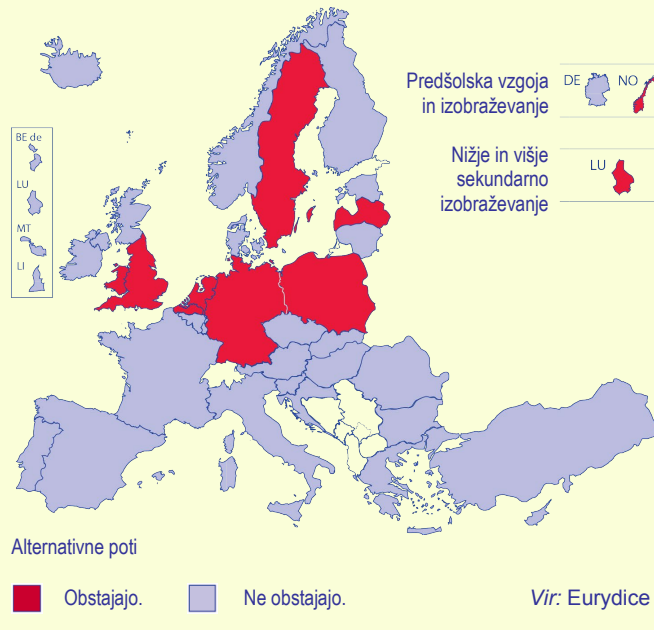 Predšolska vzgoja
in izobraževanje
DE
NO
Nižje in višje
sekundarno
izobraževanje
LU
BE de
LU
MT
LI
Alternativne poti
Obstajajo.
Ne obstajajo.
Vir: Eurydice